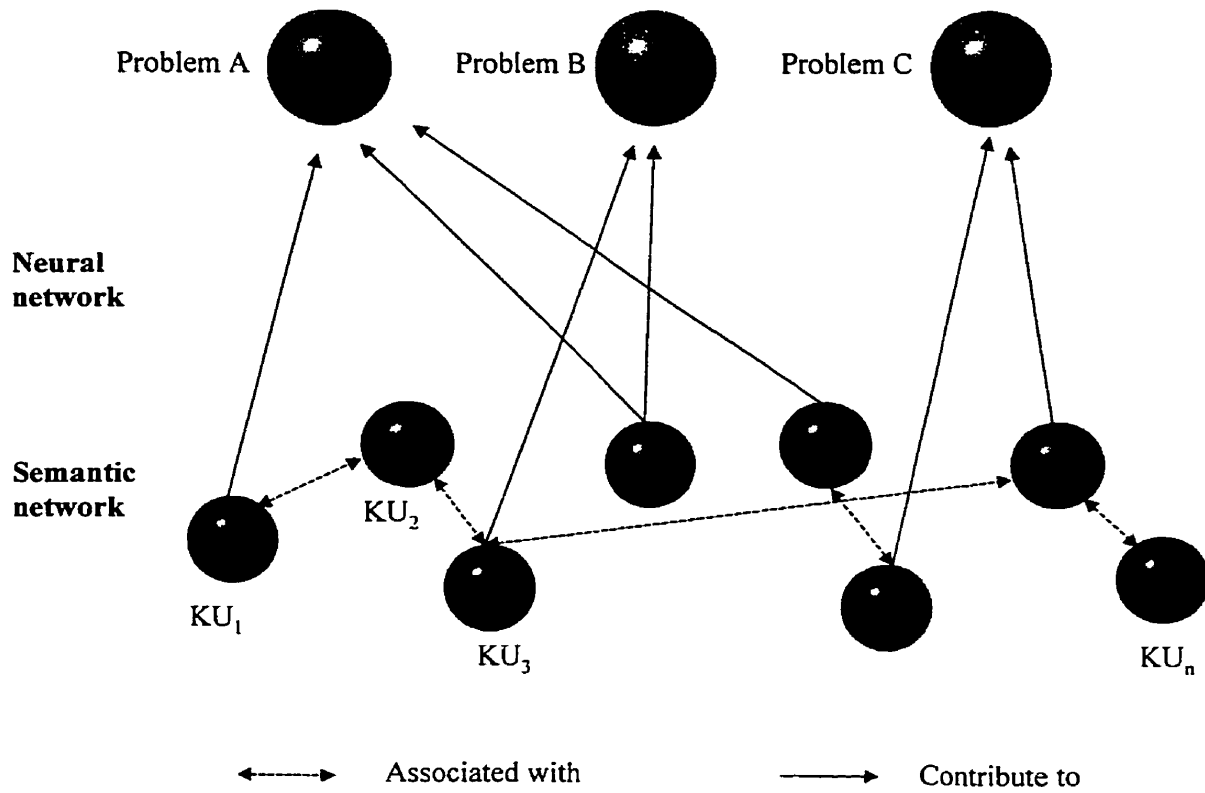 Problem A
Problem B
Problem C
Neural
network
Semantic
network
KU₂
KU₁
KU₃
KUₙ
Associated with
Contribute to